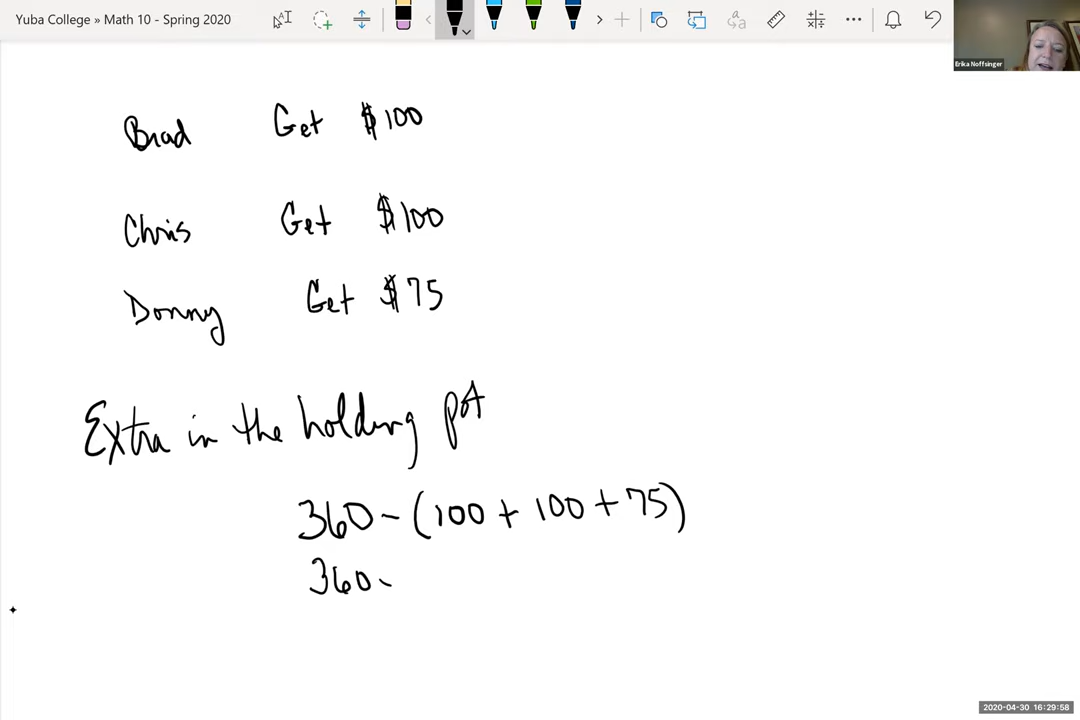 Yuba College » Math 10 - Spring 2020
Erika Noffsinger
Brad Get $100
Chris Get $100
Donny Get $75
Extra in the holding pot
360 - (100 + 100 + 75)
360 -
2020-04-30 16:29:58